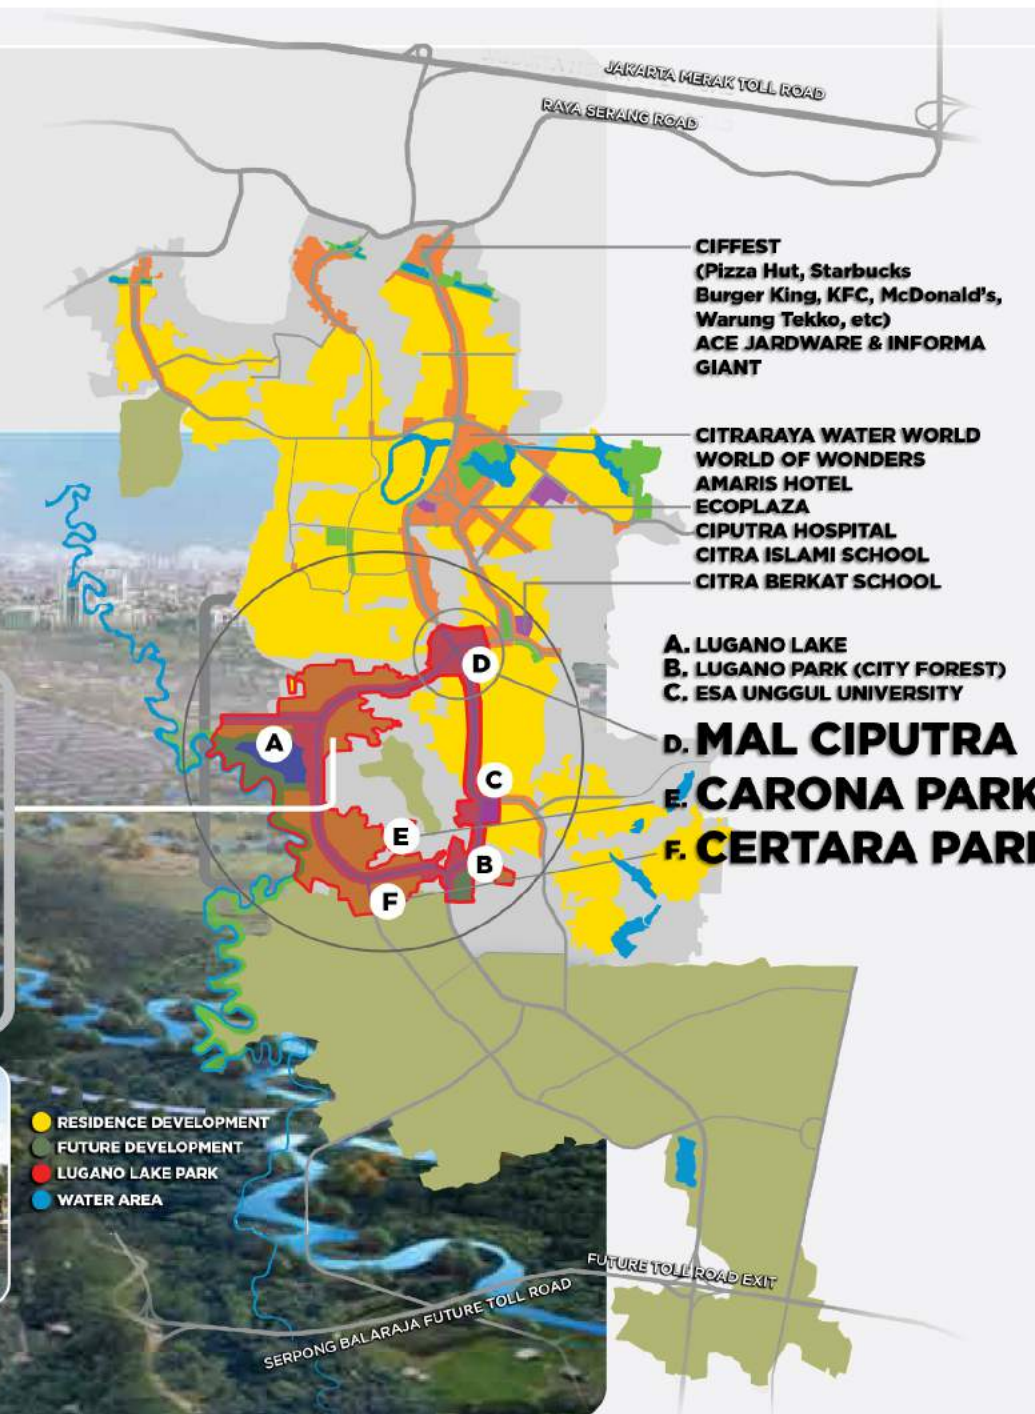 JAKARTA MERAK TOLL ROAD
RAYA SERANG ROAD
CIFFEST
(Pizza Hut, Starbucks
Burger King, KFC, McDonald's,
Warung Tekko, etc)
ACE JARDWARE & INFORMA
GIANT
CITRARAYA WATER WORLD
WORLD OF WONDERS
AMARIS HOTEL
ECOPLAZA
CIPUTRA HOSPITAL
CITRA ISLAMI SCHOOL
CITRA BERKAT SCHOOL
A. LUGANO LAKE
B. LUGANO PARK (CITY FOREST)
C. ESA UNGGUL UNIVERSITY
D. MAL CIPUTRA
E. CARONA PARK
F. CERTARA PARK
D
A
C
E
B
F
RESIDENCE DEVELOPMENT
FUTURE DEVELOPMENT
LUGANO LAKE PARK
WATER AREA
FUTURE TOLL ROAD EXIT
SERPONG BALARAJA FUTURE TOLL ROAD